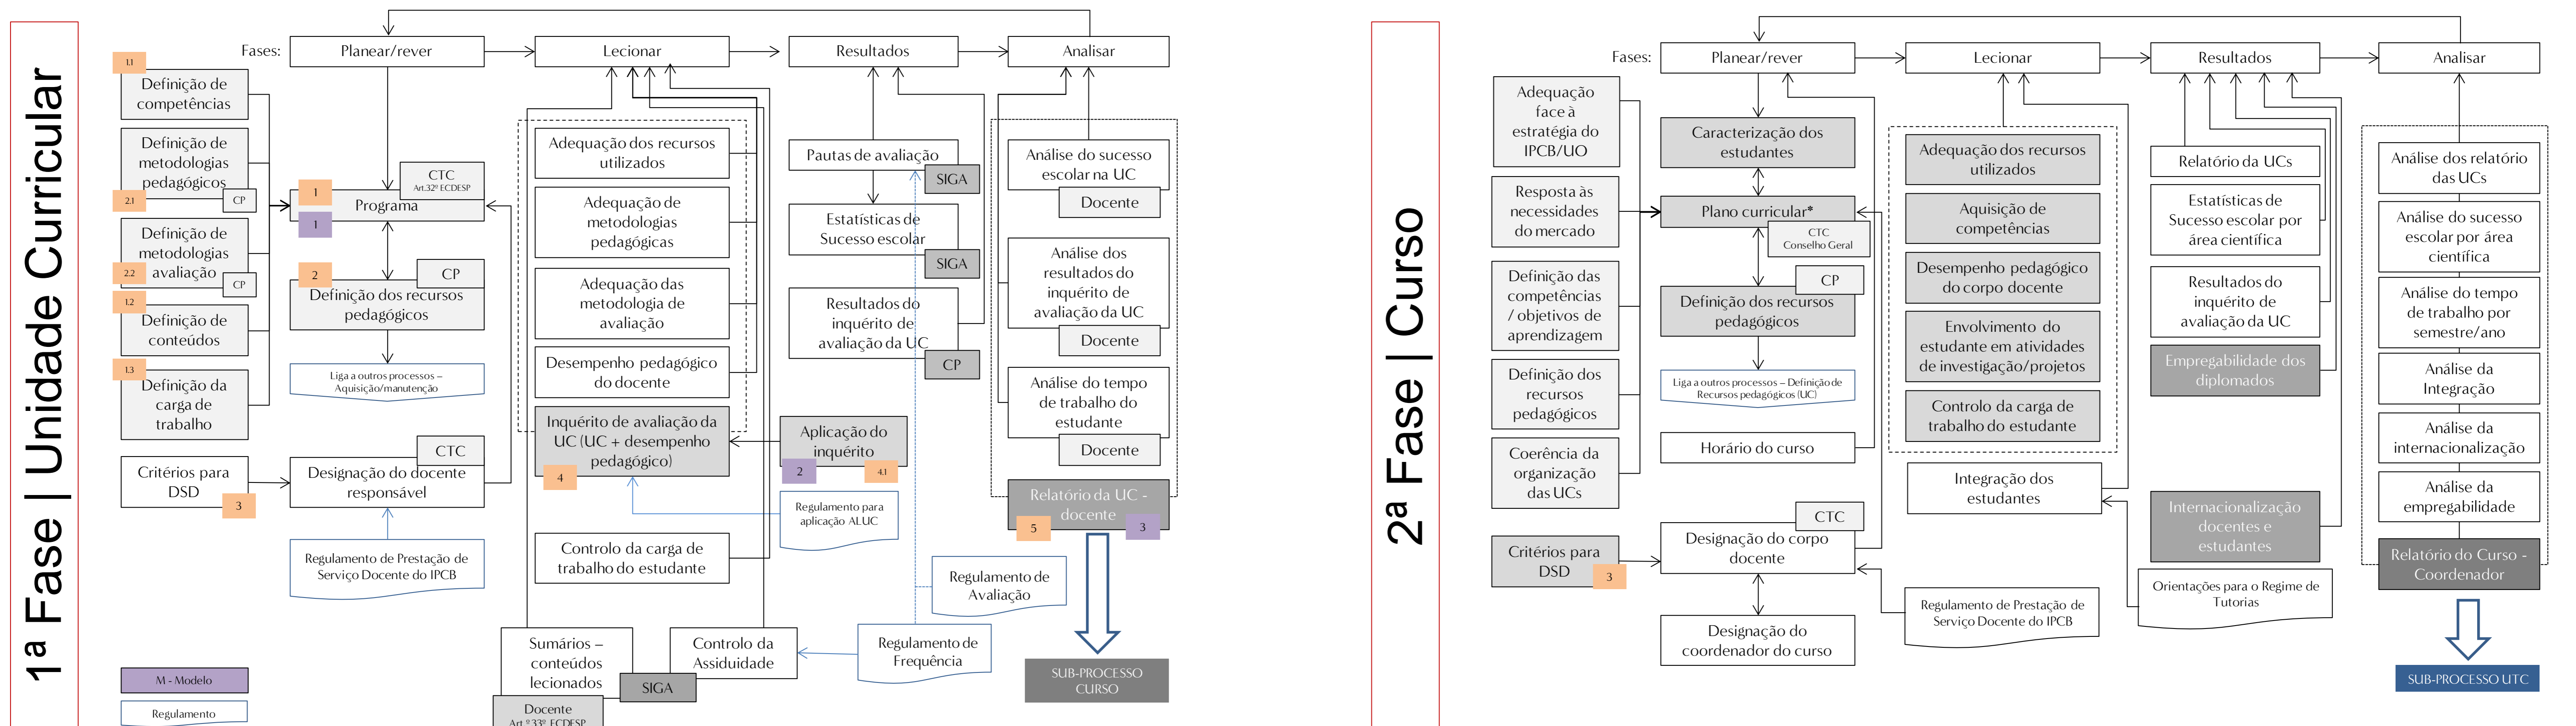 1ª Fase | Unidade Curricular
Fases:
Planear/rever
Lecionar
Resultados
Analisar
1.1
Definição de
competências
Definição de
metodologias
pedagógicos
2.1
CP
Definição de
metodologias
avaliação
2.2
CP
1.2
Definição de
conteúdos
1.3
Definição da
carga de
trabalho
Critérios para
DSD
3
CTC
Art.32º ECDESP
1
Programa
1
CP
2
Definição dos recursos
pedagógicos
Liga a outros processos –
Aquisição/manutenção
CTC
Designação do docente
responsável
Regulamento de Prestação de
Serviço Docente do IPCB
Adequação dos recursos
utilizados
Adequação de
metodologias
pedagógicas
Adequação das
metodologia de
avaliação
Desempenho pedagógico
do docente
Inquérito de avaliação da
UC (UC + desempenho
pedagógico)
4
Aplicação do
inquérito
2
4.1
Regulamento para
aplicação ALUC
Controlo da carga de
trabalho do estudante
Sumários –
conteúdos
lecionados
SIGA
Docente
Art.º 33º ECDESP
Controlo da
Assiduidade
Regulamento de
Frequência
Regulamento de
Avaliação
Pautas de avaliação
SIGA
Estatísticas de
Sucesso escolar
SIGA
Resultados do
inquérito de
avaliação da UC
CP
Análise do sucesso
escolar na UC
Docente
Análise dos
resultados do
inquérito de
avaliação da UC
Docente
Análise do tempo
de trabalho do
estudante
Docente
Relatório da UC -
docente
5
3
SUB-PROCESSO
CURSO
M - Modelo
Regulamento
2ª Fase | Curso
Fases:
Planear/rever
Lecionar
Resultados
Analisar
Adequação
face à
estratégia do
IPCB/UO
Resposta às
necessidades
do mercado
Definição das
competências
/ objetivos de
aprendizagem
Definição dos
recursos
pedagógicos
Coerência da
organização
das UCs
Critérios para
DSD
3
Caracterização dos
estudantes
Plano curricular*
CTC
Conselho Geral
CP
Definição dos recursos
pedagógicos
Liga a outros processos – Definição de
Recursos pedagógicos (UC)
Horário do curso
CTC
Designação do corpo
docente
Designação do
coordenador do curso
Adequação dos recursos
utilizados
Aquisição de
competências
Desempenho pedagógico
do corpo docente
Envolvimento do
estudante em atividades
de investigação/projetos
Controlo da carga de
trabalho do estudante
Integração dos
estudantes
Regulamento de Prestação de
Serviço Docente do IPCB
Relatório da UCs
Estatísticas de
Sucesso escolar por
área científica
Resultados do
inquérito de
avaliação da UC
Empregabilidade dos
diplomados
Internacionalização
docentes e
estudantes
Orientações para o Regime de
Tutorias
Análise dos relatório
das UCs
Análise do sucesso
escolar por área
científica
Análise do tempo
de trabalho por
semestre/ano
Análise da
Integração
Análise da
internacionalização
Análise da
empregabilidade
Relatório do Curso -
Coordenador
SUB-PROCESSO UTC